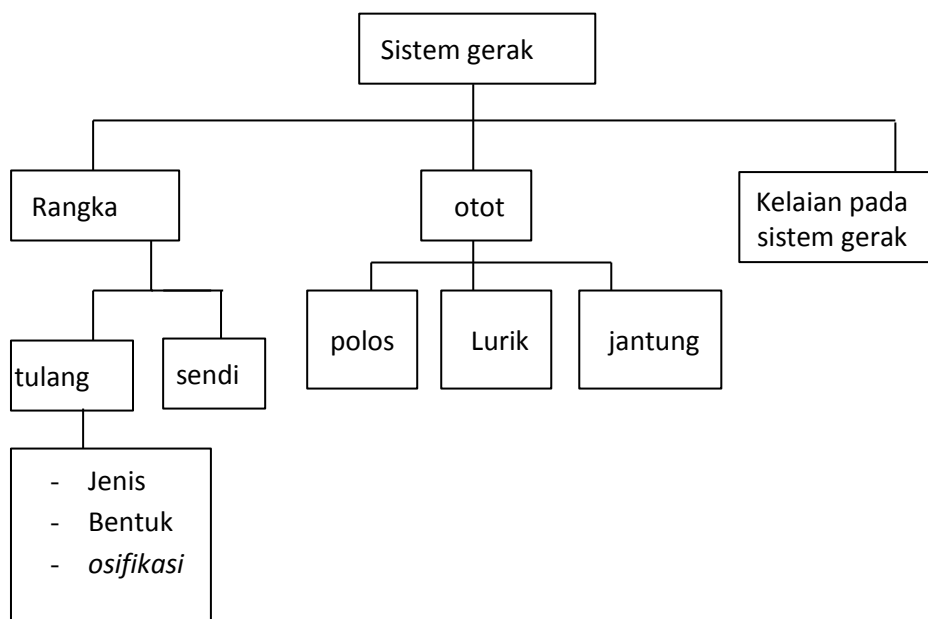 Sistem gerak
Rangka
otot
Kelaian pada
sistem gerak
tulang
sendi
polos
Lurik
jantung
- Jenis
- Bentuk
- osifikasi